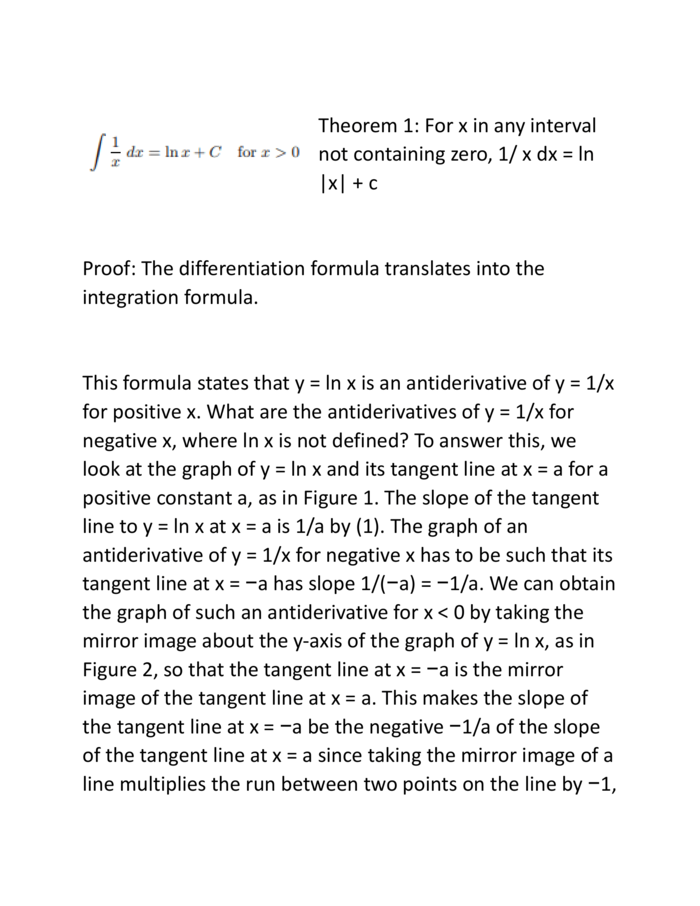 ∫ 1/x dx = ln x + C for x > 0
Theorem 1: For x in any interval
not containing zero, 1/ x dx = ln
|x| + c
Proof: The differentiation formula translates into the
integration formula.
This formula states that y = ln x is an antiderivative of y = 1/x
for positive x. What are the antiderivatives of y = 1/x for
negative x, where ln x is not defined? To answer this, we
look at the graph of y = ln x and its tangent line at x = a for a
positive constant a, as in Figure 1. The slope of the tangent
line to y = ln x at x = a is 1/a by (1). The graph of an
antiderivative of y = 1/x for negative x has to be such that its
tangent line at x = −a has slope 1/(−a) = −1/a. We can obtain
the graph of such an antiderivative for x < 0 by taking the
mirror image about the y-axis of the graph of y = ln x, as in
Figure 2, so that the tangent line at x = −a is the mirror
image of the tangent line at x = a. This makes the slope of
the tangent line at x = −a be the negative −1/a of the slope
of the tangent line at x = a since taking the mirror image of a
line multiplies the run between two points on the line by −1,